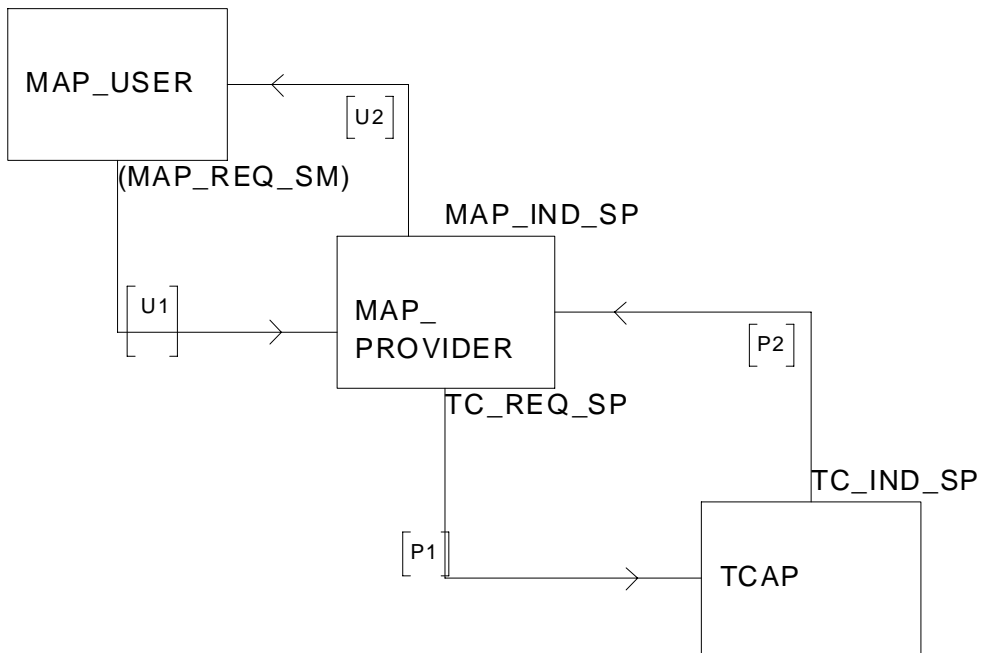 MAP_USER
[U2]
(MAP_REQ_SM)
MAP_IND_SP
[U1]
MAP_
PROVIDER
[P2]
TC_REQ_SP
TC_IND_SP
[P1]
TCAP